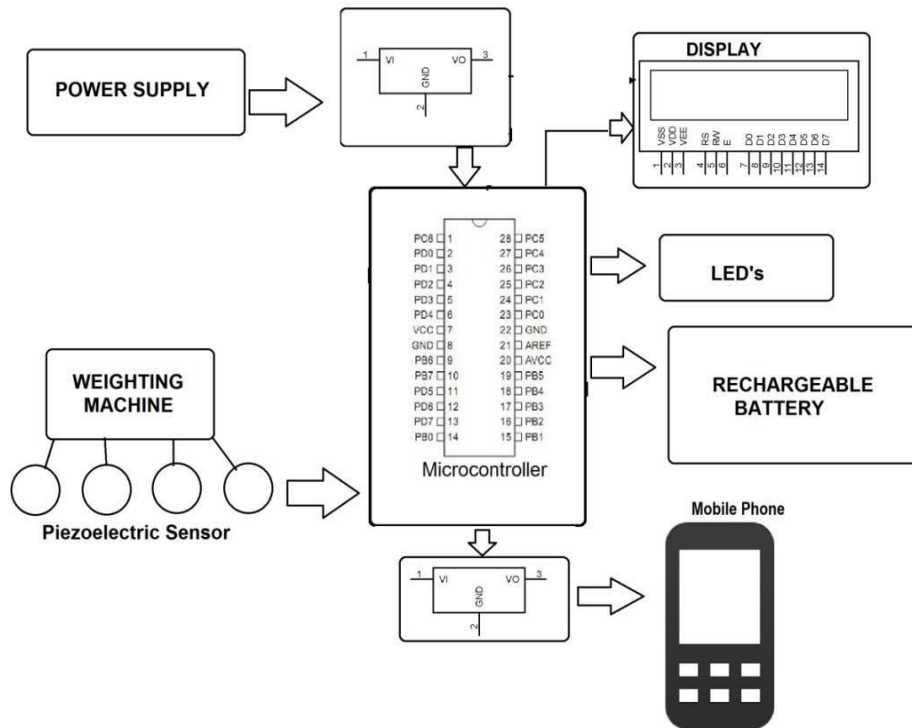 POWER SUPPLY
1 VI VO 3
GND
2
DISPLAY
VSS VDD VEE RS RW E D0 D1 D2 D3 D4 D5 D6 D7
1 2 3 4 5 6 7 8 9 10 11 12 13 14
PC6 1 28 PC5
PD0 2 27 PC4
PD1 3 26 PC3
PD2 4 25 PC2
PD3 5 24 PC1
PD4 6 23 PC0
VCC 7 22 GND
GND 8 21 AREF
PB6 9 20 AVCC
PB7 10 19 PB5
PD5 11 18 PB4
PD6 12 17 PB3
PD7 13 16 PB2
PB0 14 15 PB1
Microcontroller
LED's
RECHARGEABLE
BATTERY
WEIGHTING
MACHINE
Piezoelectric Sensor
1 VI VO 3
GND
2
Mobile Phone